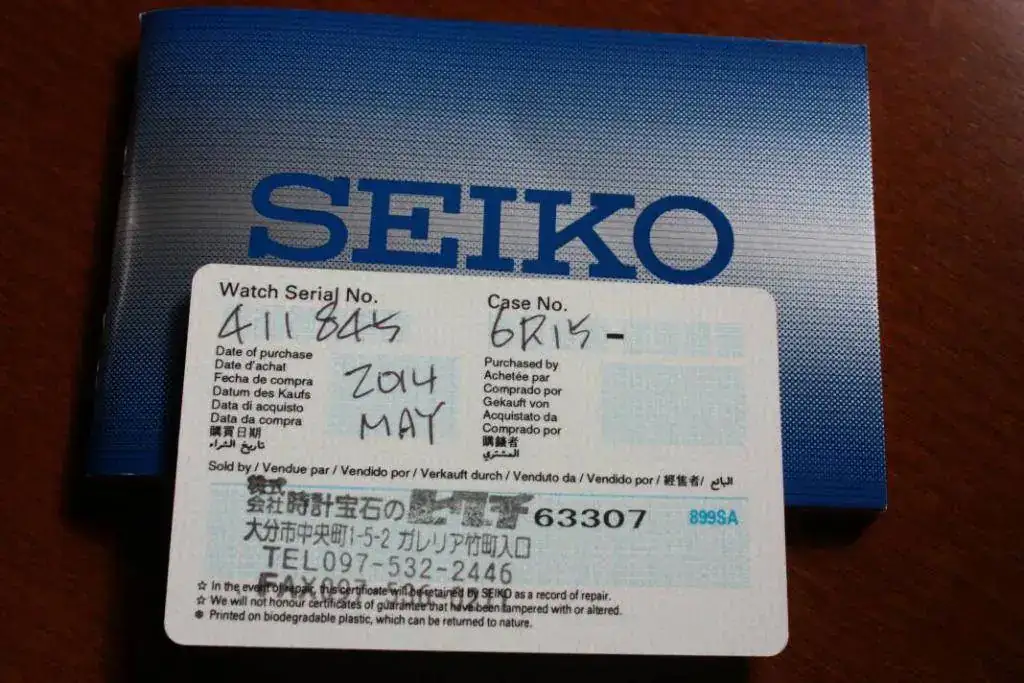 SEIKO
Watch Serial No.
411845
Case No.
6R15 -
Date of purchase
Date d'achat
Fecha de compra
Datum des Kaufs
Data di acquisto
Data da compra
購買日期
تاريخ الشراء
2014
MAY
Purchased by
Achetée par
Comprado por
Gekauft von
Acquistato da
Comprado por
購錶者
المشتري
Sold by / Vendue par / Vendido por / Verkauft durch / Venduto da / Vendido por / 經售者/ البائع
株式
会社 時計宝石の 63307 899SA
大分市中央町1-5-2 ガレリア竹町入口
TEL097-532-2446
FAX097-
☆ In the event of repair, this certificate will be retained by SEIKO as a record of repair.
☆ We will not honour certificates of guarantee that have been tampered with or altered.
❃ Printed on biodegradable plastic, which can be returned to nature.